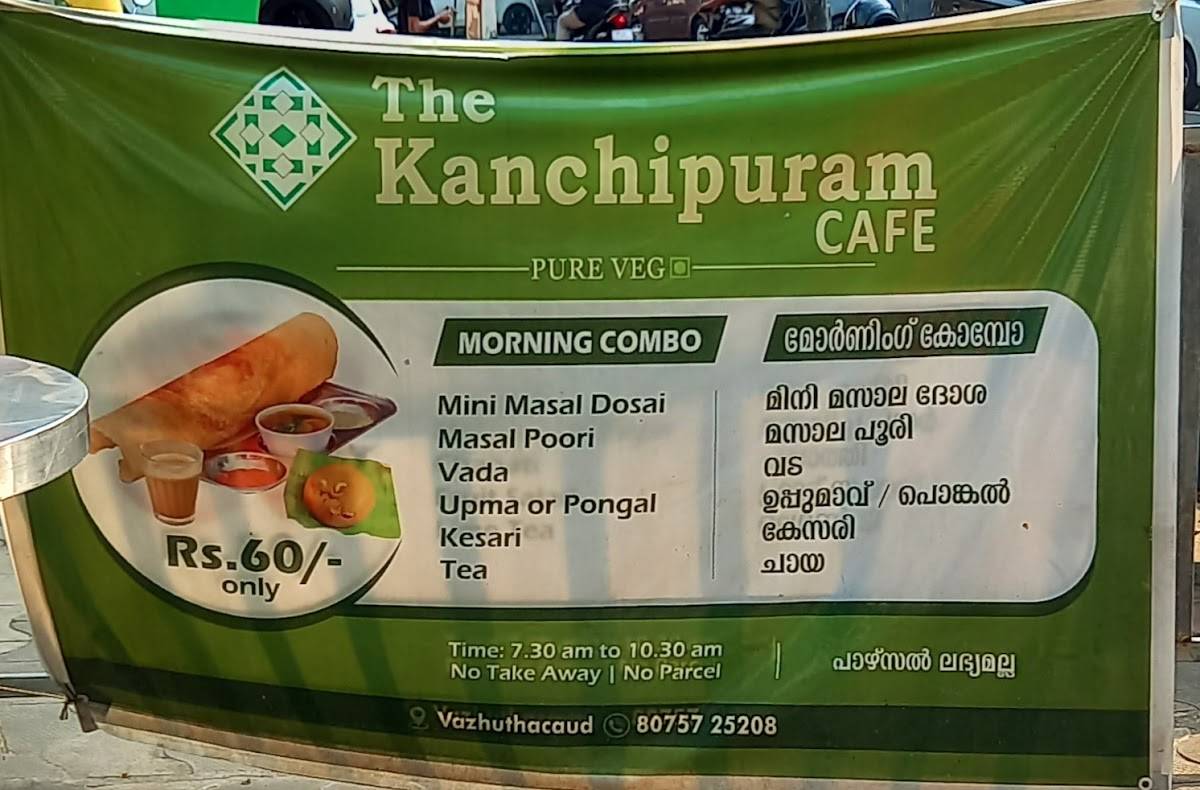 The
Kanchipuram
CAFE
PURE VEG
MORNING COMBO
Mini Masal Dosai
Masal Poori
Vada
Upma or Pongal
Kesari
Tea
മോർണിംഗ് കോമ്പോ
മിനി മസാല ദോശ
മസാല പൂരി
വട
ഉപ്പുമാവ് / പൊങ്കൽ
കേസരി
ചായ
Rs.60/-
only
Time: 7.30 am to 10.30 am
No Take Away | No Parcel
പാഴ്സൽ ലഭ്യമല്ല
Vazhuthacaud 80757 25208